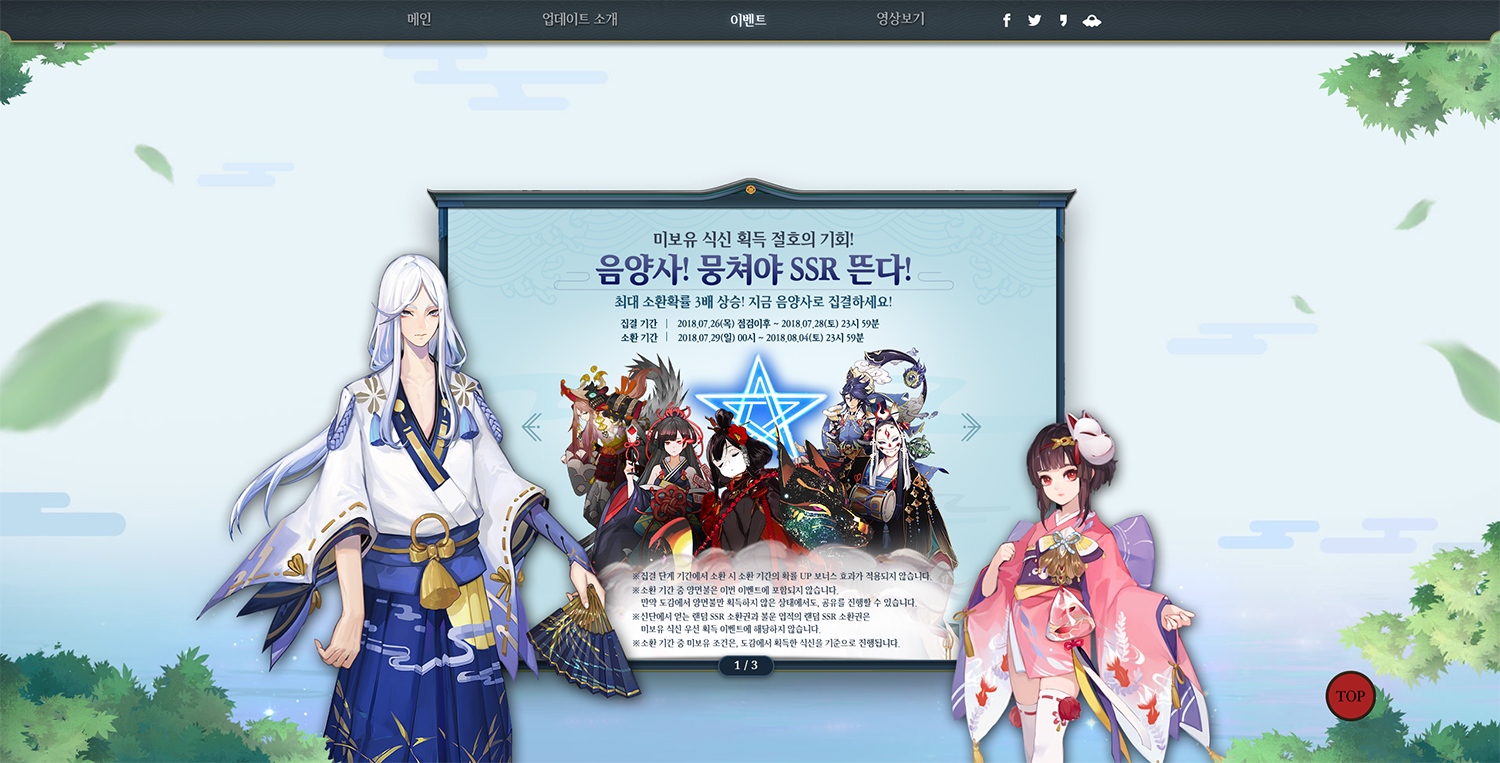 메인
업데이트 소개
이벤트
영상보기
미보유 식신 획득 절호의 기회!
음양사! 뭉쳐야 SSR 뜬다!
최대 소환확률 3배 상승! 지금 음양사로 집결하세요!
집결 기간 | 2018.07.26(목) 점검이후 ~ 2018.07.28(토) 23시 59분
소환 기간 | 2018.07.29(일) 00시 ~ 2018.08.04(토) 23시 59분
※집결 단계 기간에서 소환 시 소환 기간의 확률 UP 보너스 효과가 적용되지 않습니다.
※소환 기간 중 양면불은 이번 이벤트에 포함되지 않습니다.
만약 도감에서 양면불만 획득하지 않은 상태에서도, 공유를 진행할 수 있습니다.
※신단에서 얻는 랜덤 SSR 소환권과 불운 업적의 랜덤 SSR 소환권은
미보유 식신 우선 획득 이벤트에 해당하지 않습니다.
※소환 기간 중 미보유 조건은, 도감에서 획득한 식신을 기준으로 진행됩니다.
1 / 3
TOP